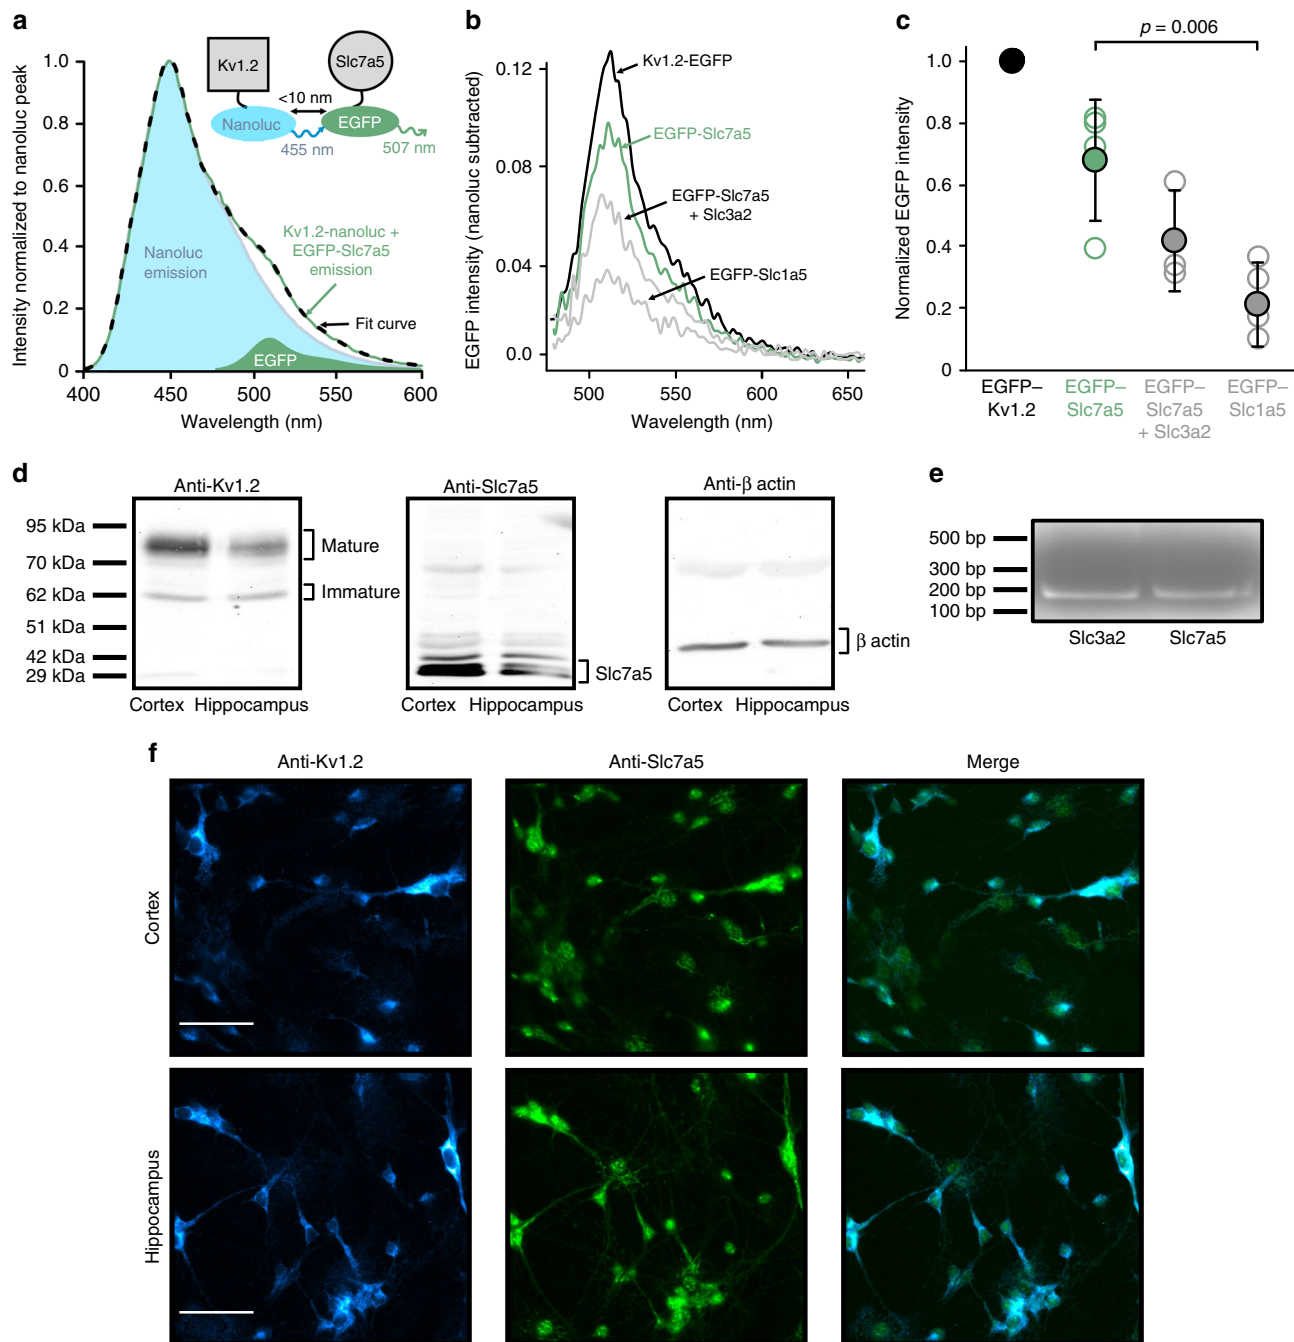 a
Intensity normalized to nanoluc peak
1.0
0.8
0.6
0.4
0.2
0
400
450
500
550
600
Wavelength (nm)
Kv1.2
Slc7a5
<10 nm
Nanoluc
EGFP
455 nm
507 nm
Nanoluc
emission
Kv1.2-nanoluc +
EGFP-Slc7a5
emission
Fit curve
EGFP
b
EGFP intensity (nanoluc subtracted)
0.12
0.08
0.04
0.0
500
550
600
650
Wavelength (nm)
Kv1.2-EGFP
EGFP-Slc7a5
EGFP-Slc7a5
+ Slc3a2
EGFP-Slc1a5
c
p = 0.006
Normalized EGFP intensity
1.0
0.8
0.6
0.4
0.2
0
EGFP–
Kv1.2
EGFP–
Slc7a5
EGFP–
Slc7a5
+ Slc3a2
EGFP–
Slc1a5
d
Anti-Kv1.2
95 kDa
70 kDa
62 kDa
51 kDa
42 kDa
29 kDa
Mature
Immature
Cortex Hippocampus
Anti-Slc7a5
Slc7a5
Cortex Hippocampus
Anti-β actin
β actin
Cortex Hippocampus
e
500 bp
300 bp
200 bp
100 bp
Slc3a2 Slc7a5
f
Anti-Kv1.2
Anti-Slc7a5
Merge
Cortex
Hippocampus